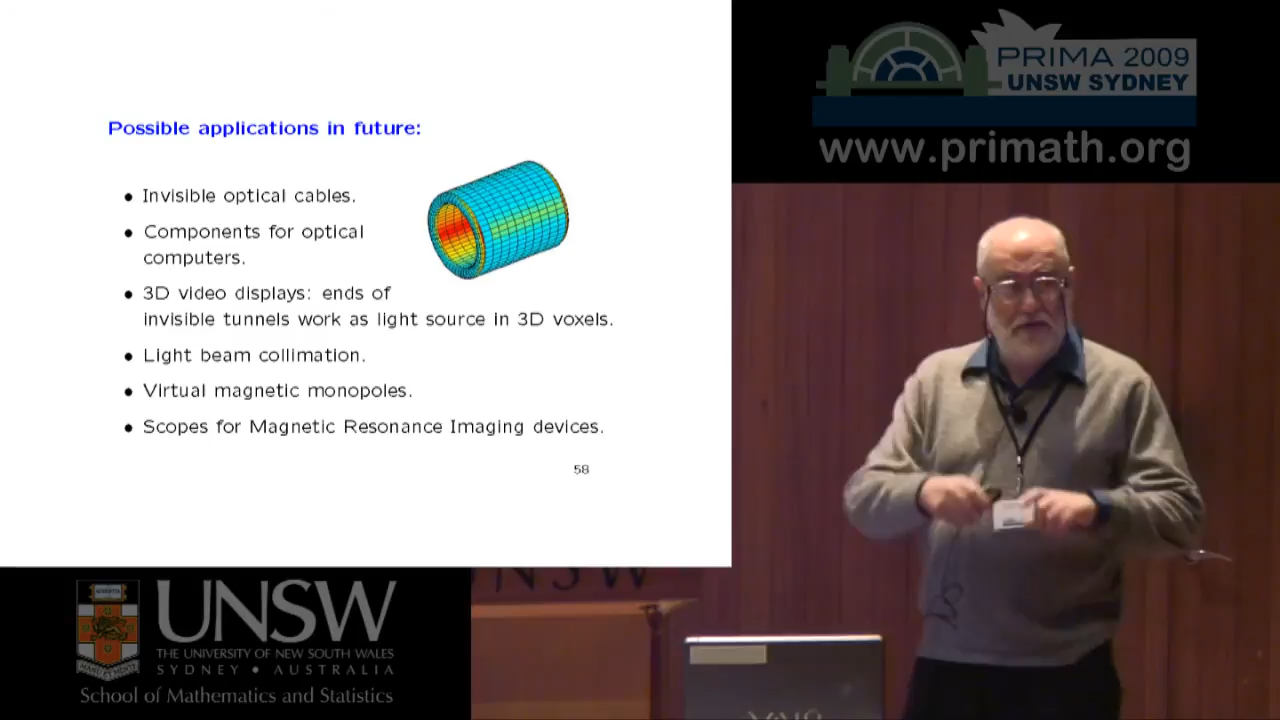 Possible applications in future:
• Invisible optical cables.
• Components for optical
computers.
• 3D video displays: ends of
invisible tunnels work as light source in 3D voxels.
• Light beam collimation.
• Virtual magnetic monopoles.
• Scopes for Magnetic Resonance Imaging devices.
58
PRIMA 2009
UNSW SYDNEY
www.primath.org
UNSW
UNSW
THE UNIVERSITY OF NEW SOUTH WALES
SYDNEY • AUSTRALIA
School of Mathematics and Statistics
VAIO